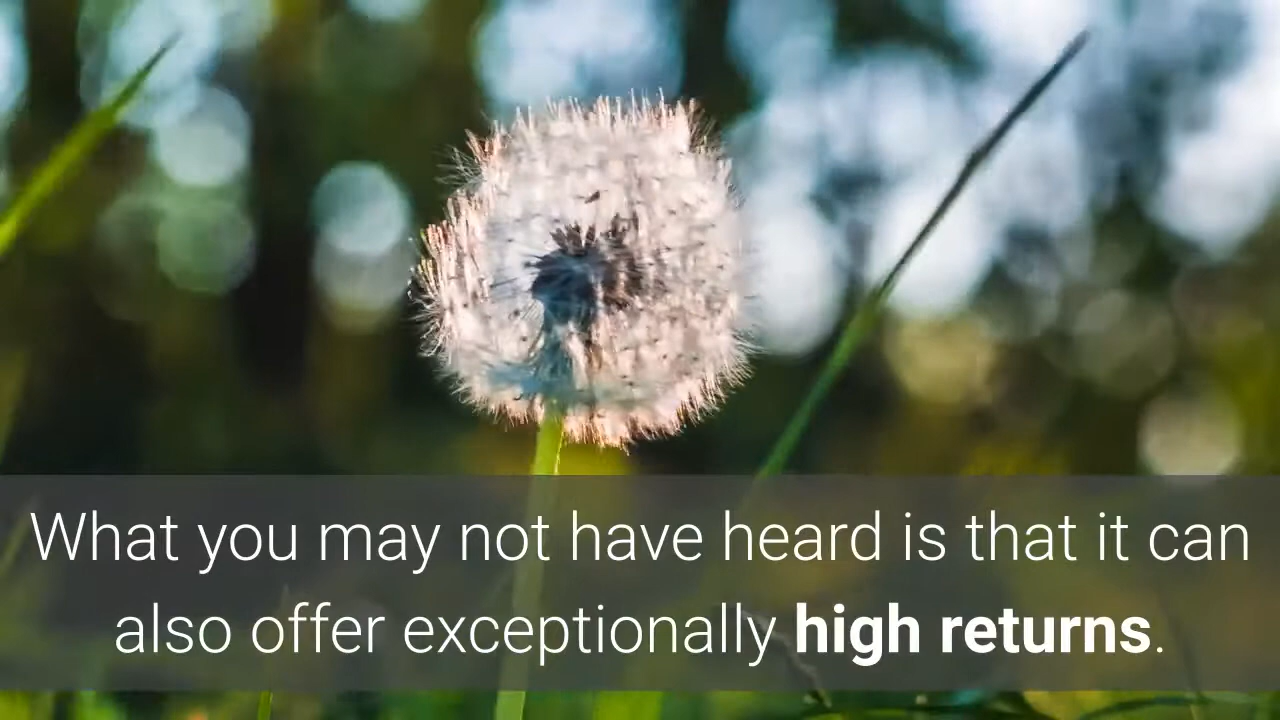 What you may not have heard is that it can
also offer exceptionally high returns.